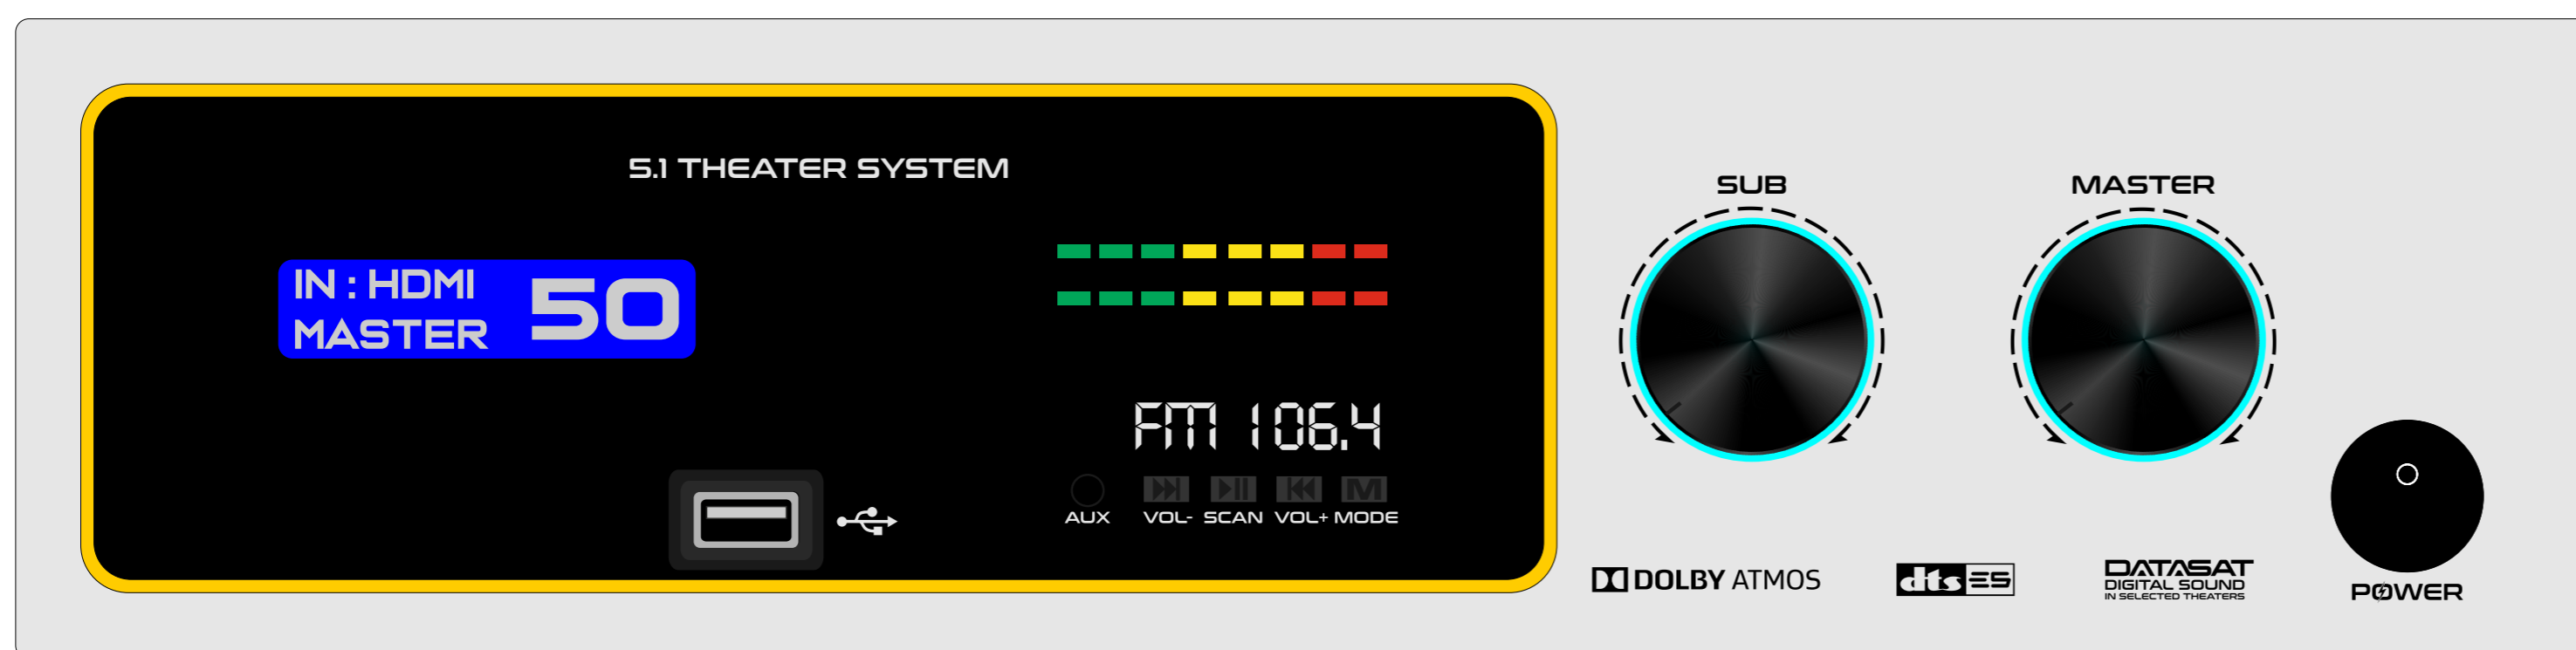 5.1 THEATER SYSTEM
IN : HDMI
MASTER
50
FM 106.4
M
AUX VOL- SCAN VOL+ MODE
SUB
MASTER
DOLBY ATMOS
dts ES
DATASAT
DIGITAL SOUND
IN SELECTED THEATERS
POWER